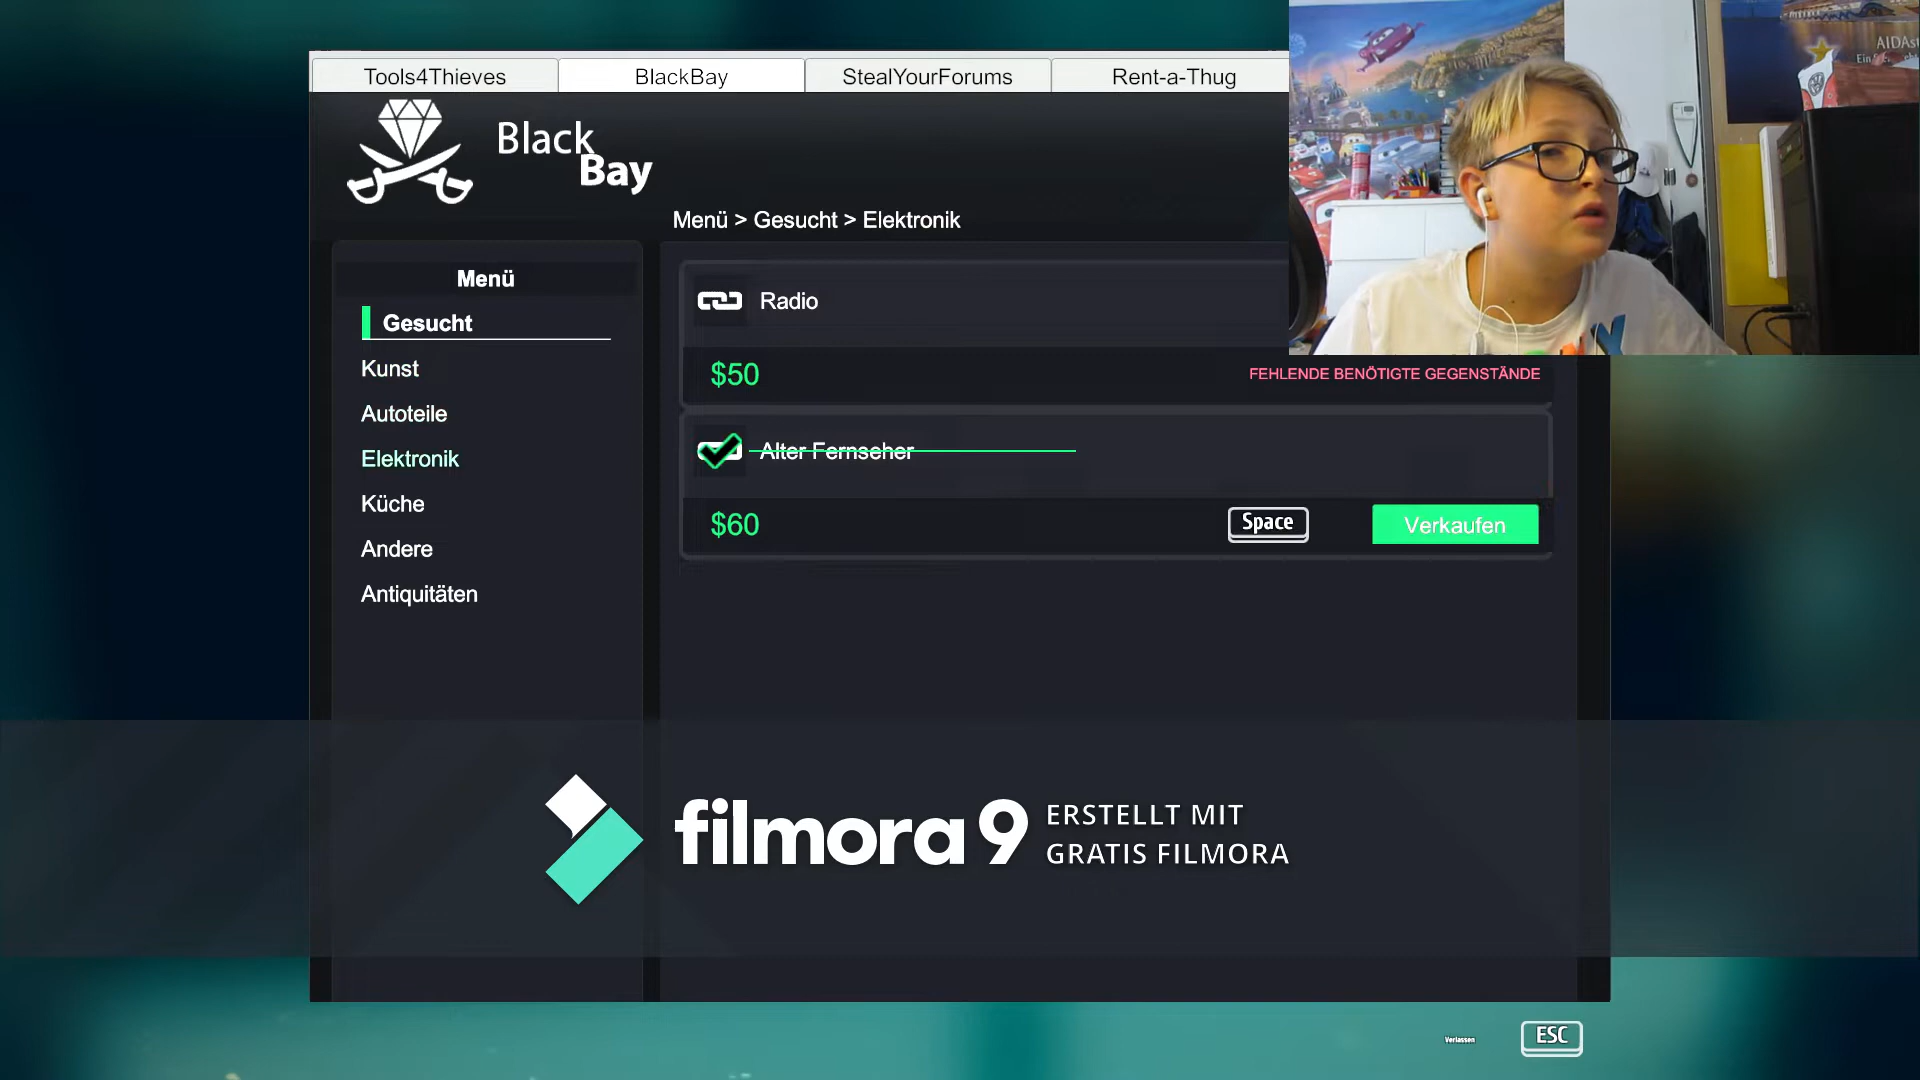 Tools4Thieves
BlackBay
StealYourForums
Rent-a-Thug
Black
Bay
Menü > Gesucht > Elektronik
Menü
Gesucht
Kunst
Autoteile
Elektronik
Küche
Andere
Antiquitäten
Radio
$50
FEHLENDE BENÖTIGTE GEGENSTÄNDE
Alter Fernseher
$60
Space
Verkaufen
filmora 9
ERSTELLT MIT
GRATIS FILMORA
Verlassen
ESC